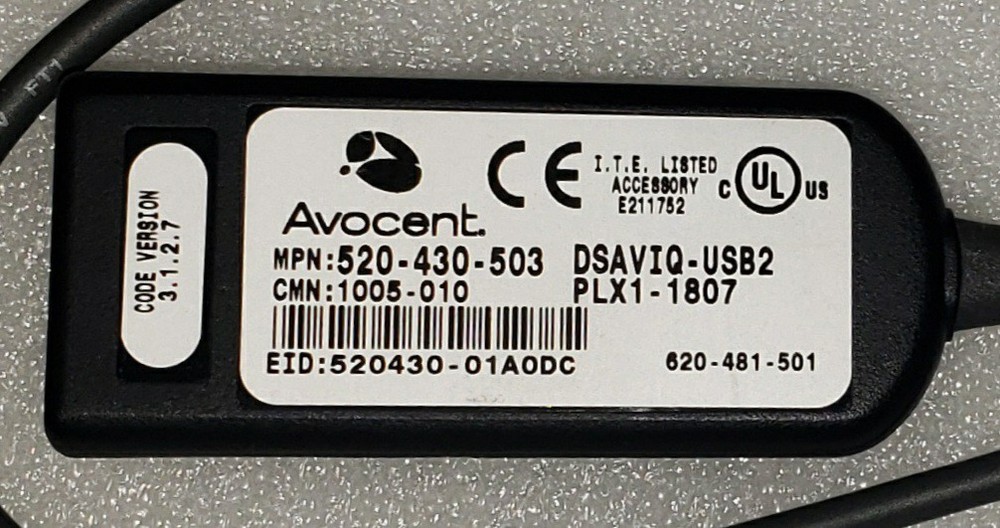 CODE VERSION
3.1.2.7
Avocent.
CE
I.T.E. LISTED
ACCESSORY
E211752
C UL US
MPN:520-430-503 DSAVIQ-USB2
CMN:1005-010 PLX1-1807
EID:520430-01A0DC 620-481-501